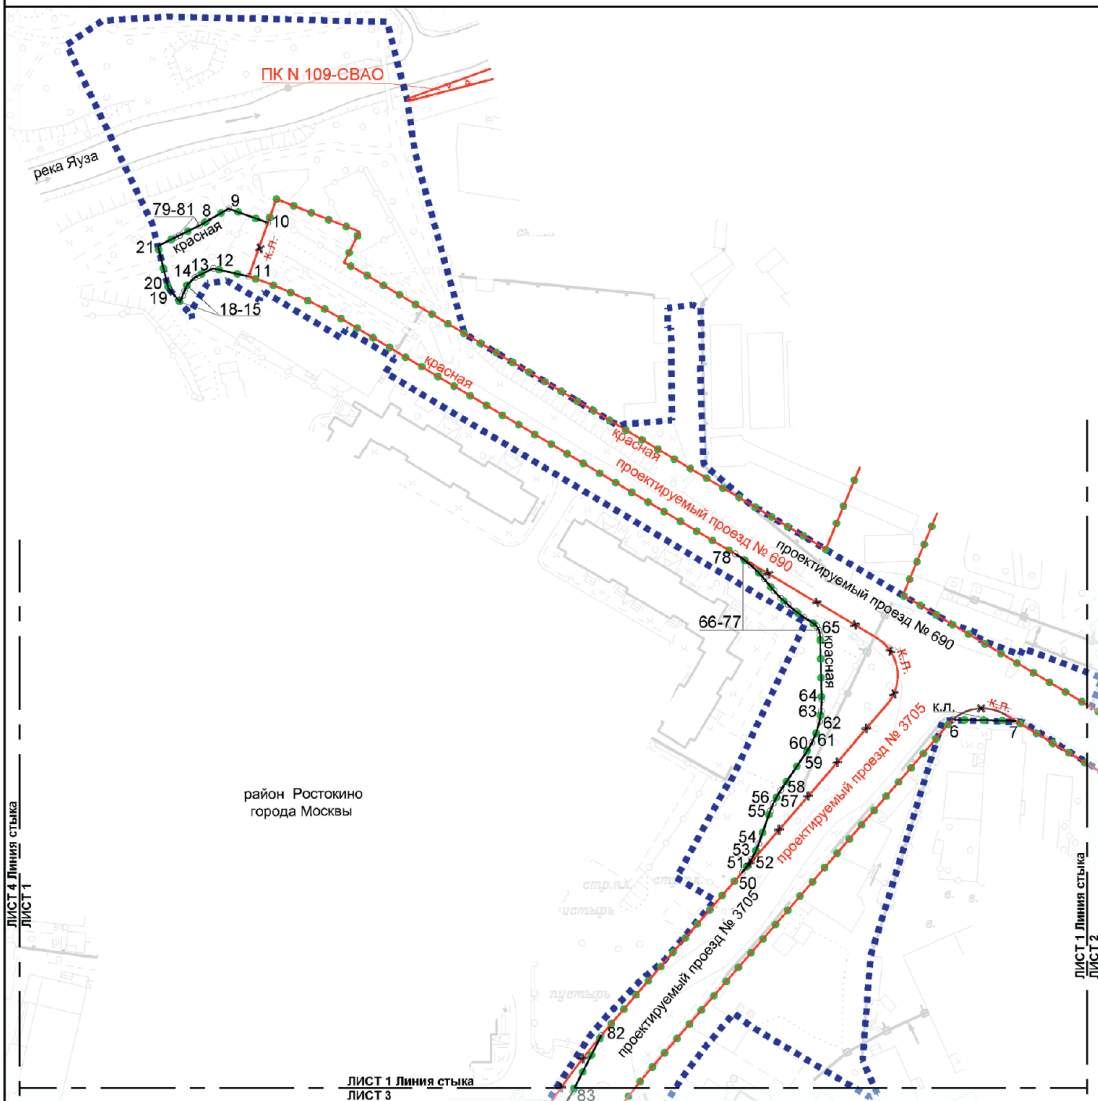 ПК N 109-СВАО
река Яуза
79-81
8
9
10
красная
к.л.
21
20
19
14
13
12
11
18-15
красная
красная
проектируемый проезд № 690
проектируемый проезд № 690
78
66-77
65
красная
к.л.
64
63
62
61
60
59
58
57
56
55
54
53
52
51
50
к.л.
к.л.
6
7
проектируемый проезд № 3705
проектируемый проезд № 3705
район Ростокино
города Москвы
стр.пл.
пустырь
пустырь
82
83
ЛИСТ 4 Линия стыка
ЛИСТ 1
ЛИСТ 1 Линия стыка
ЛИСТ 2
ЛИСТ 1 Линия стыка
ЛИСТ 3